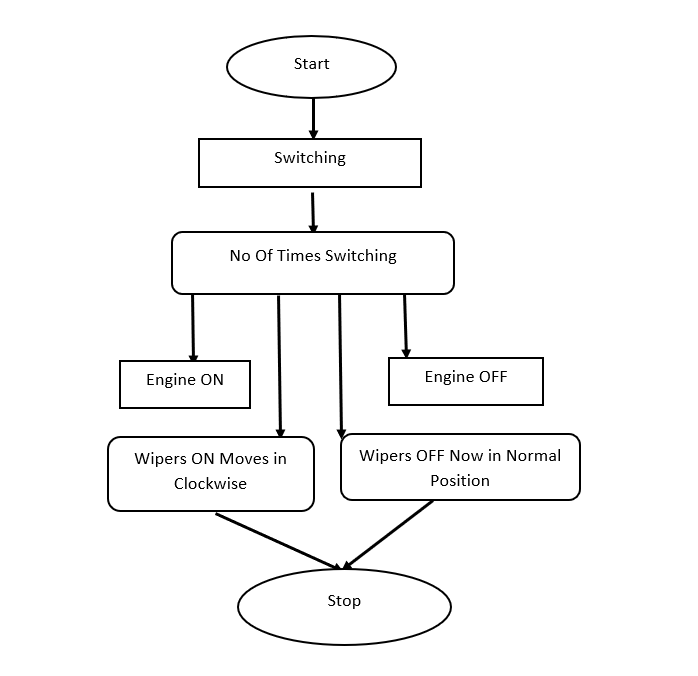 Start
Switching
No Of Times Switching
Engine ON
Engine OFF
Wipers ON Moves in
Clockwise
Wipers OFF Now in Normal
Position
Stop